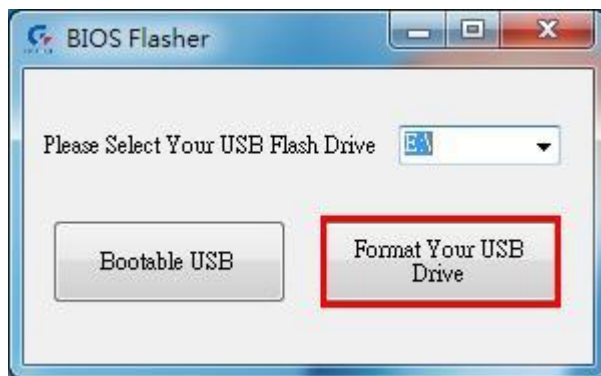 BIOS Flasher
Please Select Your USB Flash Drive E:\
Bootable USB
Format Your USB
Drive